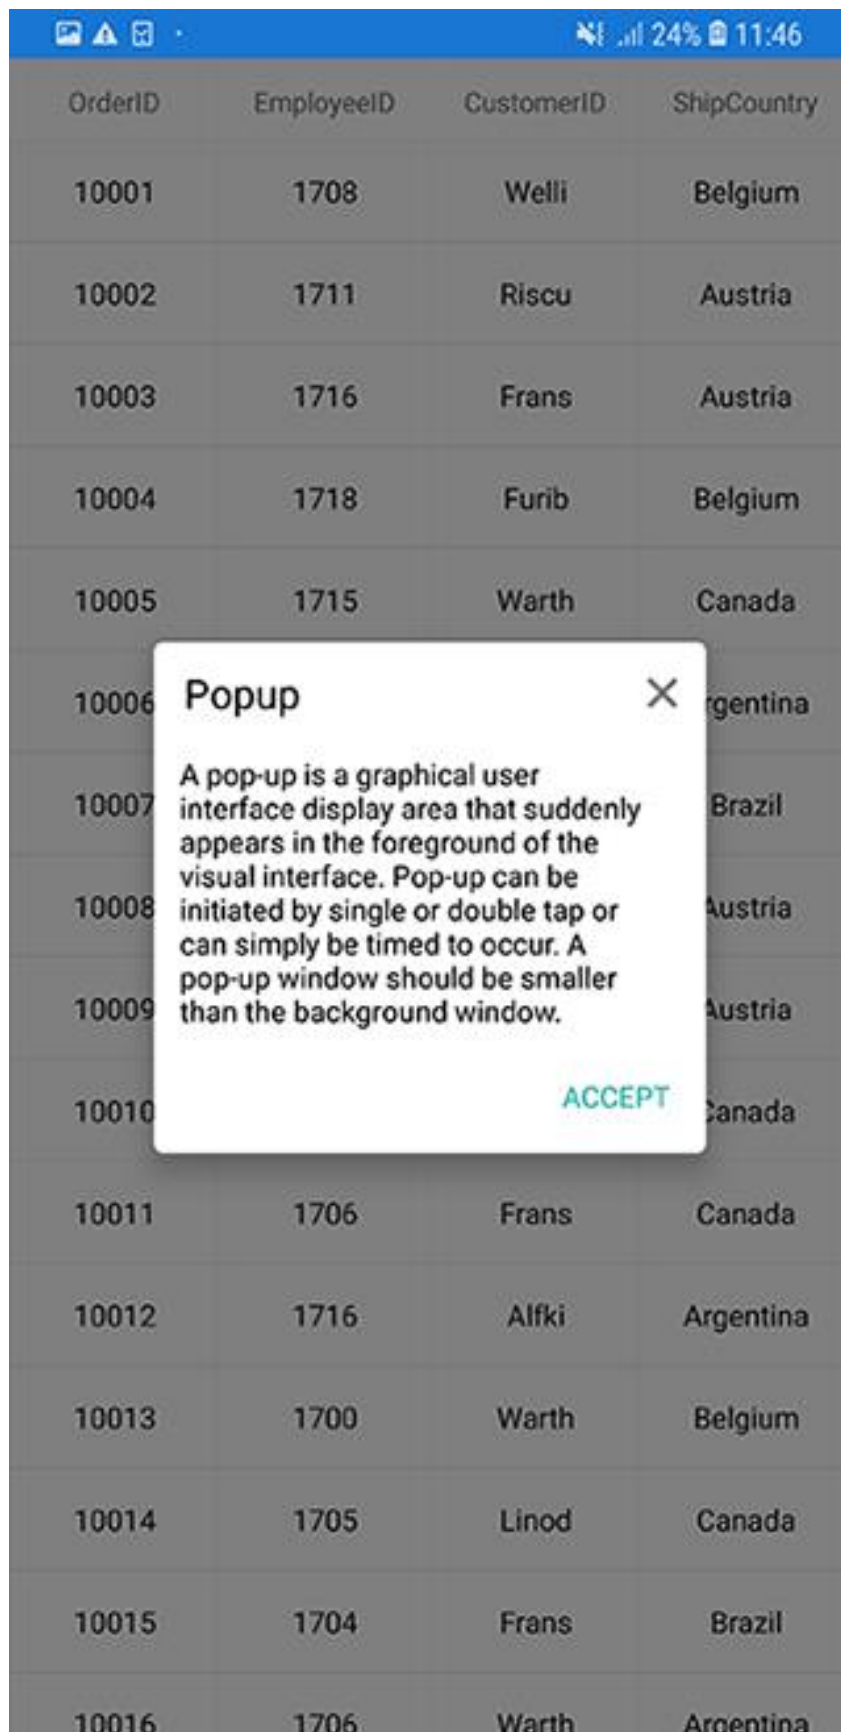 24% 11:46
OrderID EmployeeID CustomerID ShipCountry
10001 1708 Welli Belgium
10002 1711 Riscu Austria
10003 1716 Frans Austria
10004 1718 Furib Belgium
10005 1715 Warth Canada
10006 rgentina
10007 Brazil
10008 Austria
10009 Austria
10010 Canada
Popup
A pop-up is a graphical user
interface display area that suddenly
appears in the foreground of the
visual interface. Pop-up can be
initiated by single or double tap or
can simply be timed to occur. A
pop-up window should be smaller
than the background window.
ACCEPT
10011 1706 Frans Canada
10012 1716 Alfki Argentina
10013 1700 Warth Belgium
10014 1705 Linod Canada
10015 1704 Frans Brazil
10016 1706 Warth Argentina